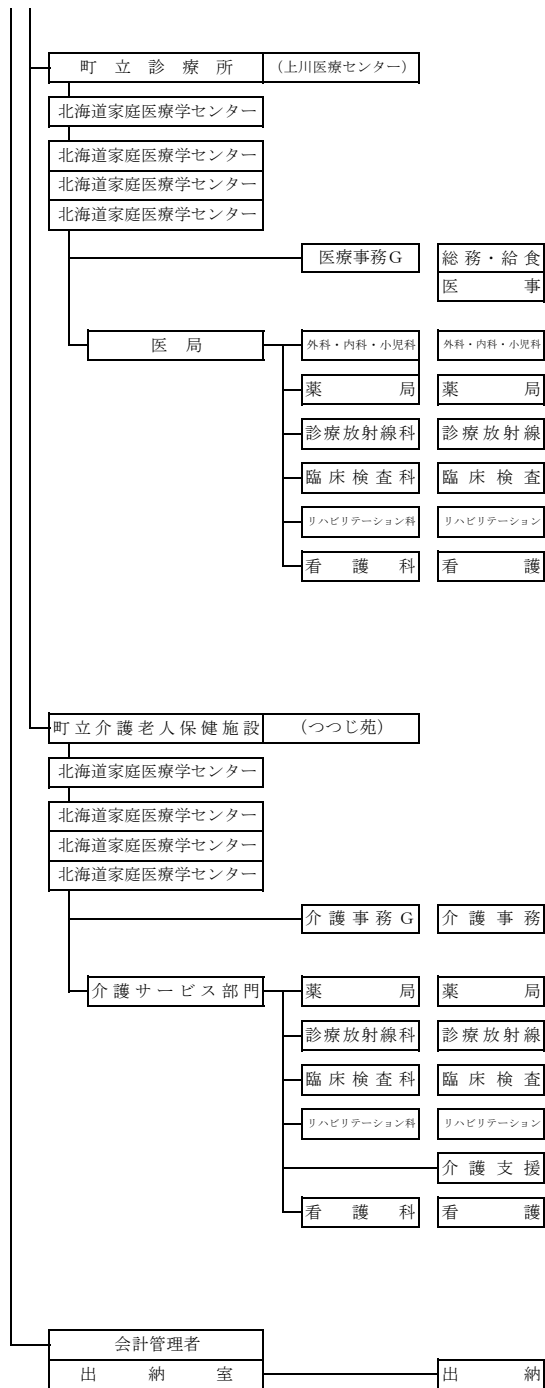 町立診療所 (上川医療センター)
北海道家庭医療学センター
北海道家庭医療学センター
北海道家庭医療学センター
北海道家庭医療学センター
医療事務G 総務・給食
医事
医局 外科・内科・小児科 外科・内科・小児科
薬局 薬局
診療放射線科 診療放射線
臨床検査科 臨床検査
リハビリテーション科 リハビリテーション
看護科 看護
町立介護老人保健施設 (つつじ苑)
北海道家庭医療学センター
北海道家庭医療学センター
北海道家庭医療学センター
北海道家庭医療学センター
介護事務G 介護事務
介護サービス部門 薬局 薬局
診療放射線科 診療放射線
臨床検査科 臨床検査
リハビリテーション科 リハビリテーション
介護支援
看護科 看護
会計管理者
出納室 出納